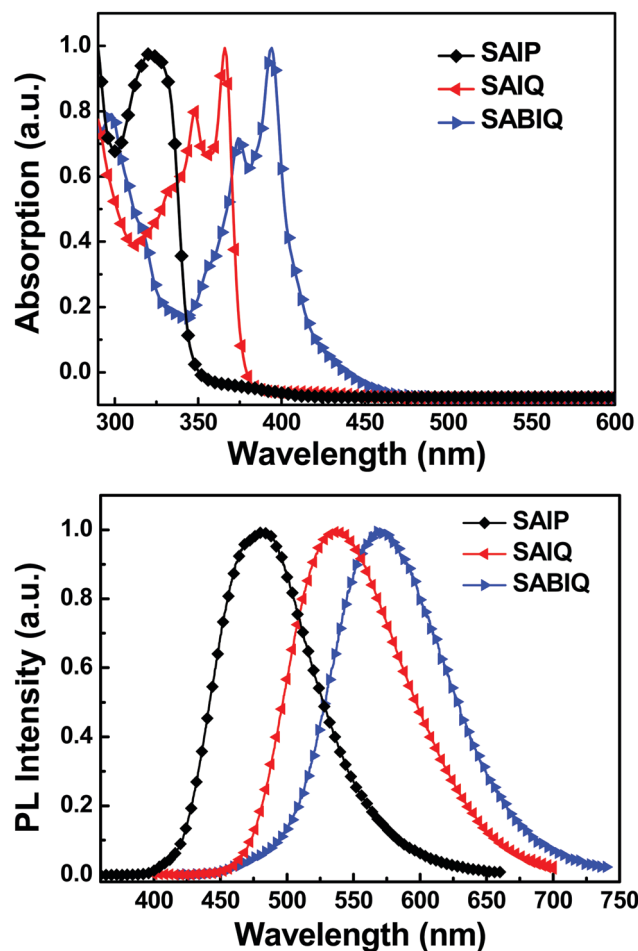 1.0
0.8
0.6
0.4
0.2
0.0
Absorption (a.u.)
SAIP
SAIQ
SABIQ
300 350 400 450 500 550 600
Wavelength (nm)
1.0
0.8
0.6
0.4
0.2
0.0
PL Intensity (a.u.)
SAIP
SAIQ
SABIQ
400 450 500 550 600 650 700 750
Wavelength (nm)